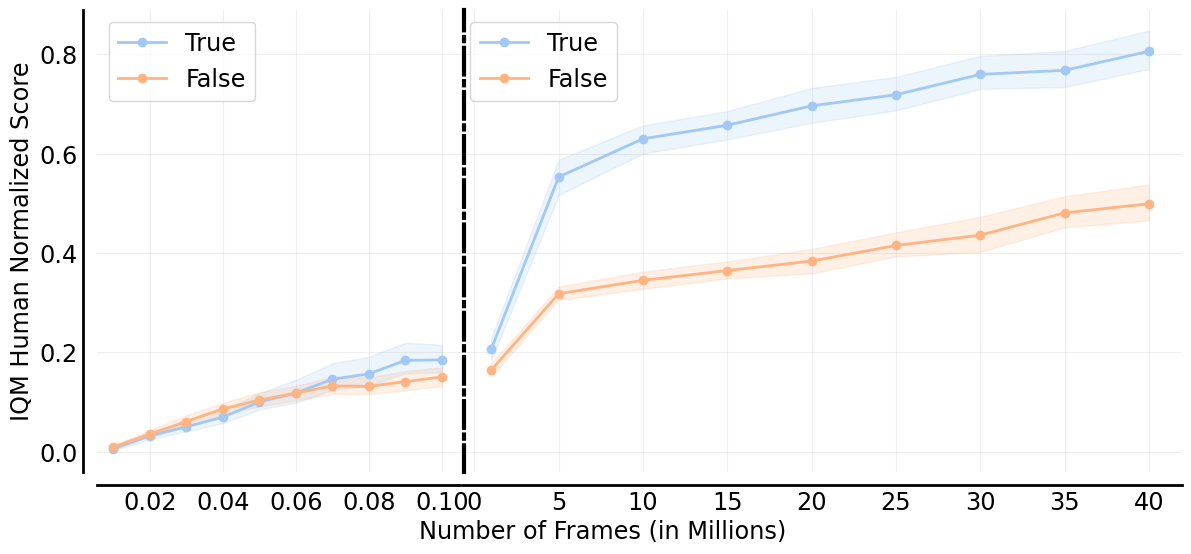 True
False
True
False
IQM Human Normalized Score
0.8
0.6
0.4
0.2
0.0
0.02 0.04 0.06 0.08 0.10 0 5 10 15 20 25 30 35 40
Number of Frames (in Millions)